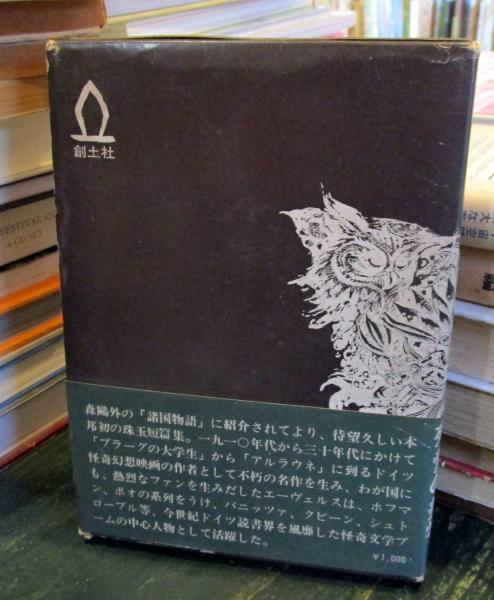 創土社
森鷗外の「諸国物語」に紹介されてより、待望久しい本
邦初の珠玉短篇集。一九一〇年代から三十年代にかけて
「プラーグの大学生」から「アルラウネ」に到るドイツ
怪奇幻想映画の作者として不朽の名作を生み、わが国に
も、熱烈なファンを生みだしたエーヴェルスは、ホフマ
ン、ポオの系列をうけ、パニッツァ、クビーン、シュト
ローブル等、今世紀ドイツ読書界を風靡した怪奇文学ブ
ームの中心人物として活躍した。
¥1,000.
FESTIVAL
6 CD SET